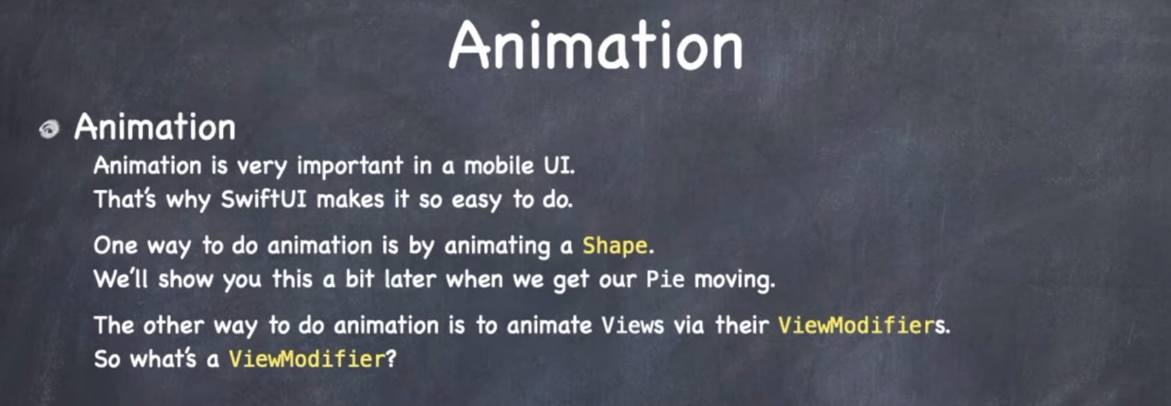 Animation
Animation
Animation is very important in a mobile UI.
That's why SwiftUI makes it so easy to do.
One way to do animation is by animating a Shape.
We'll show you this a bit later when we get our Pie moving.
The other way to do animation is to animate Views via their ViewModifiers.
So what's a ViewModifier?